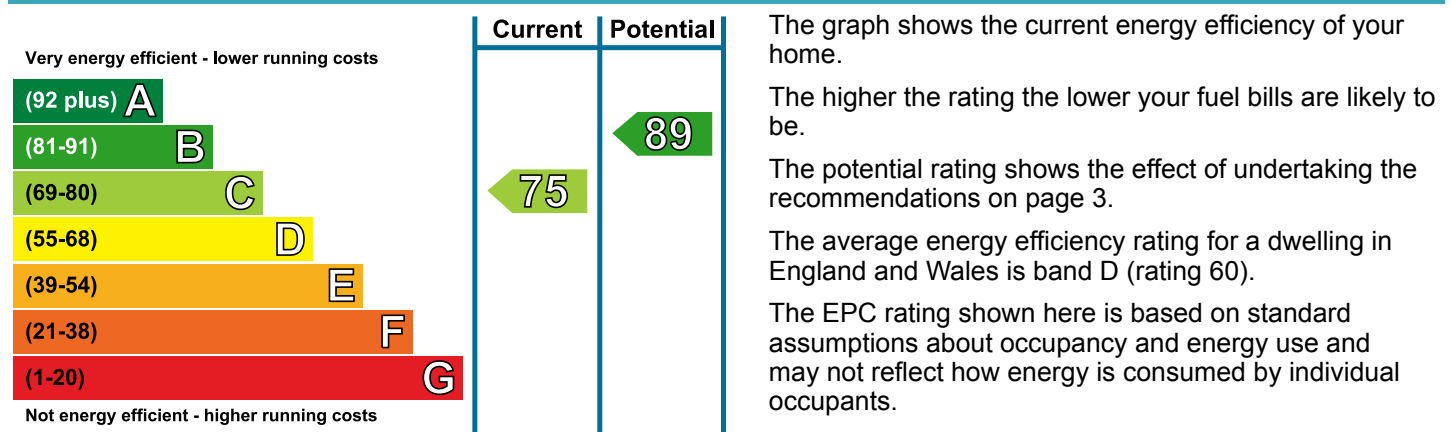 Current Potential
Very energy efficient - lower running costs
(92 plus) A
(81-91) B
(69-80) C
(55-68) D
(39-54) E
(21-38) F
(1-20) G
Not energy efficient - higher running costs
75
89
The graph shows the current energy efficiency of your
home.
The higher the rating the lower your fuel bills are likely to
be.
The potential rating shows the effect of undertaking the
recommendations on page 3.
The average energy efficiency rating for a dwelling in
England and Wales is band D (rating 60).
The EPC rating shown here is based on standard
assumptions about occupancy and energy use and
may not reflect how energy is consumed by individual
occupants.